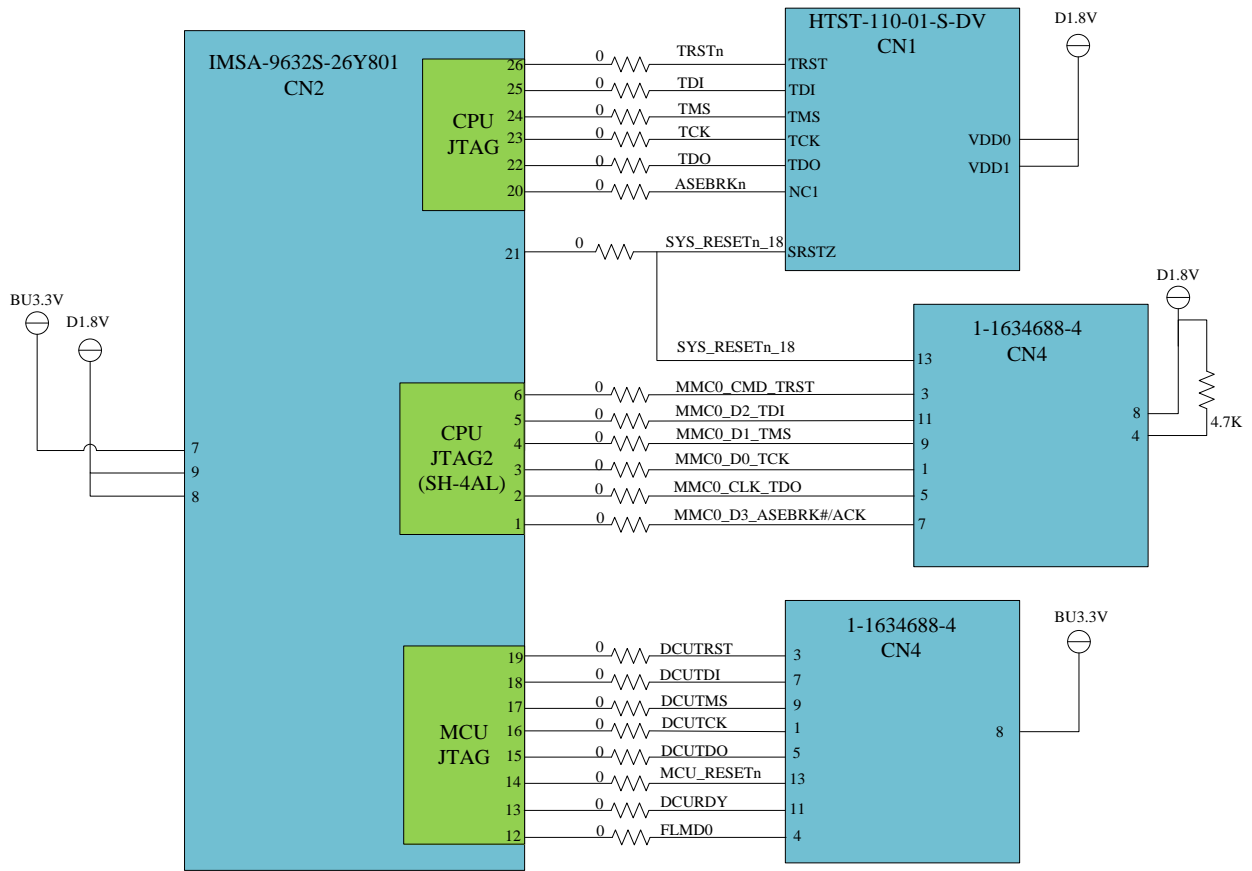 IMSA-9632S-26Y801
CN2
CPU
JTAG
26
25
24
23
22
20
21
0 TRSTn
0 TDI
0 TMS
0 TCK
0 TDO
0 ASEBRKn
0 SYS_RESETn_18
SYS_RESETn_18
HTST-110-01-S-DV
CN1
TRST
TDI
TMS
TCK
TDO
NC1
SRSTZ
VDD0
VDD1
D1.8V
BU3.3V
D1.8V
7
9
8
CPU
JTAG2
(SH-4AL)
6
5
4
3
2
1
0 MMC0_CMD_TRST
0 MMC0_D2_TDI
0 MMC0_D1_TMS
0 MMC0_D0_TCK
0 MMC0_CLK_TDO
0 MMC0_D3_ASEBRK#/ACK
1-1634688-4
CN4
13
3
11
9
1
5
7
8
4
D1.8V
4.7K
MCU
JTAG
19
18
17
16
15
14
13
12
0 DCUTRST
0 DCUTDI
0 DCUTMS
0 DCUTCK
0 DCUTDO
0 MCU_RESETn
0 DCURDY
0 FLMD0
1-1634688-4
CN4
3
7
9
1
5
13
11
4
8
BU3.3V